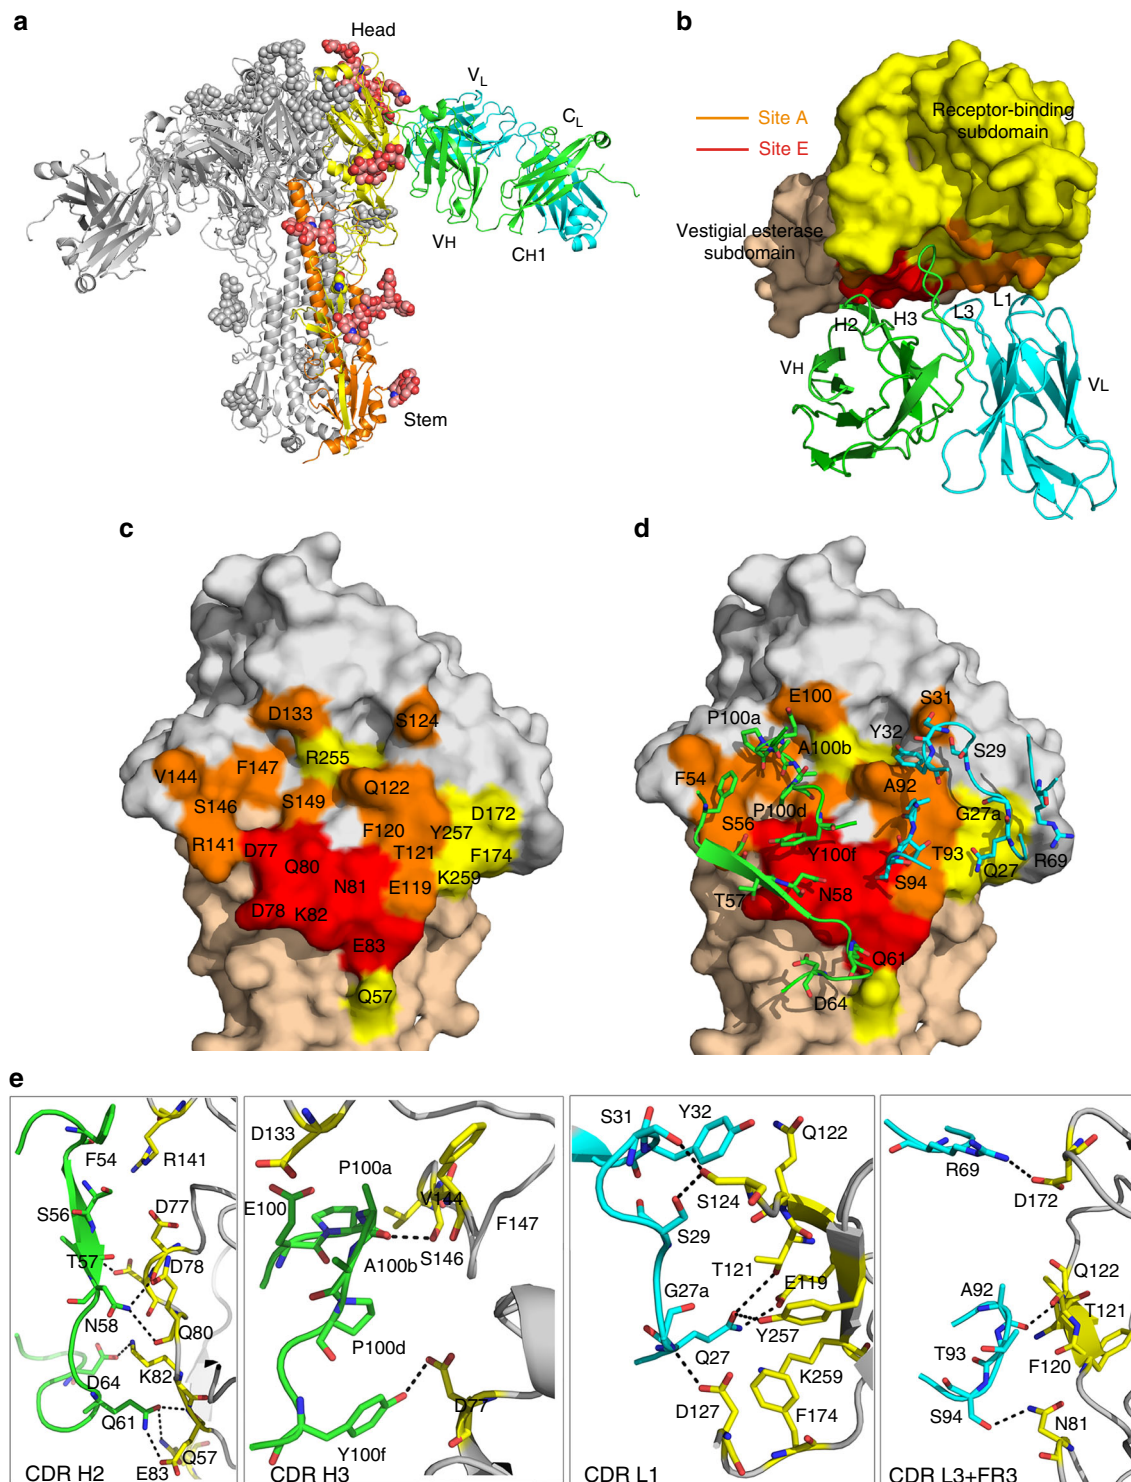 a
Head
VL
CL
VH
CH1
Stem
b
Site A
Site E
Receptor-binding
subdomain
Vestigial esterase
subdomain
H2
H3
L3
L1
VH
VL
c
D133
S124
R255
V144
F147
Q122
S146
S149
D172
R141
F120
Y257
D77
T121
F174
Q80
N81
E119
K259
D78
K82
E83
Q57
d
E100
S31
P100a
Y32
A100b
S29
F54
A92
P100d
G27a
S56
Y100f
T93
R69
Q27
S94
T57
N58
Q61
D64
e
F54
R141
S56
D77
T57
D78
N58
Q80
D64
K82
Q61
Q57
E83
CDR H2
D133
P100a
E100
V144
F147
A100b
S146
P100d
D77
Y100f
CDR H3
S31
Y32
Q122
S124
S29
T121
G27a
E119
Y257
Q27
K259
D127
F174
CDR L1
R69
D172
Q122
A92
T121
T93
F120
S94
N81
CDR L3+FR3